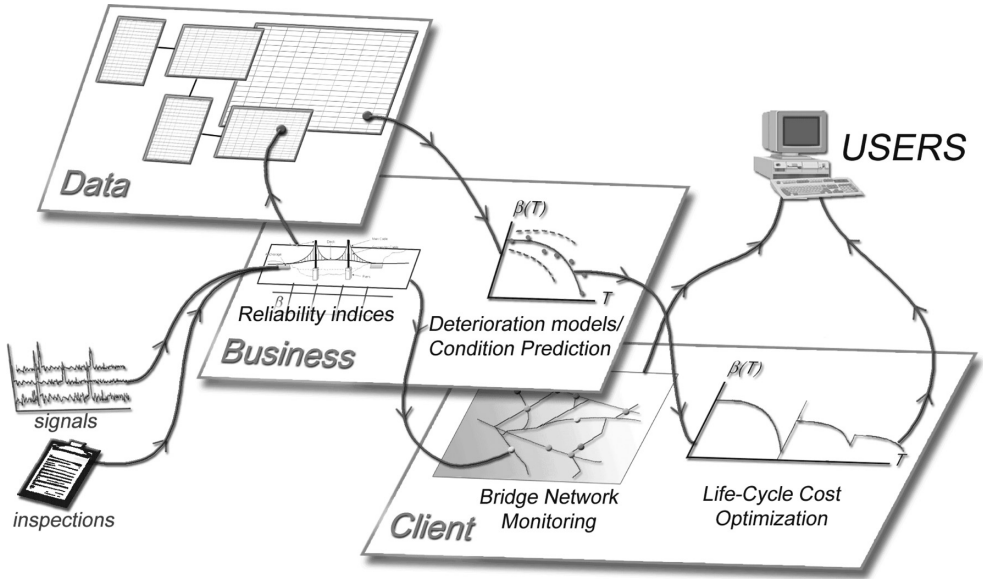 Data
USERS
β(T)
T
β
Reliability indices
Deterioration models/
Condition Prediction
Business
signals
inspections
β(T)
T
Bridge Network
Monitoring
Life-Cycle Cost
Optimization
Client